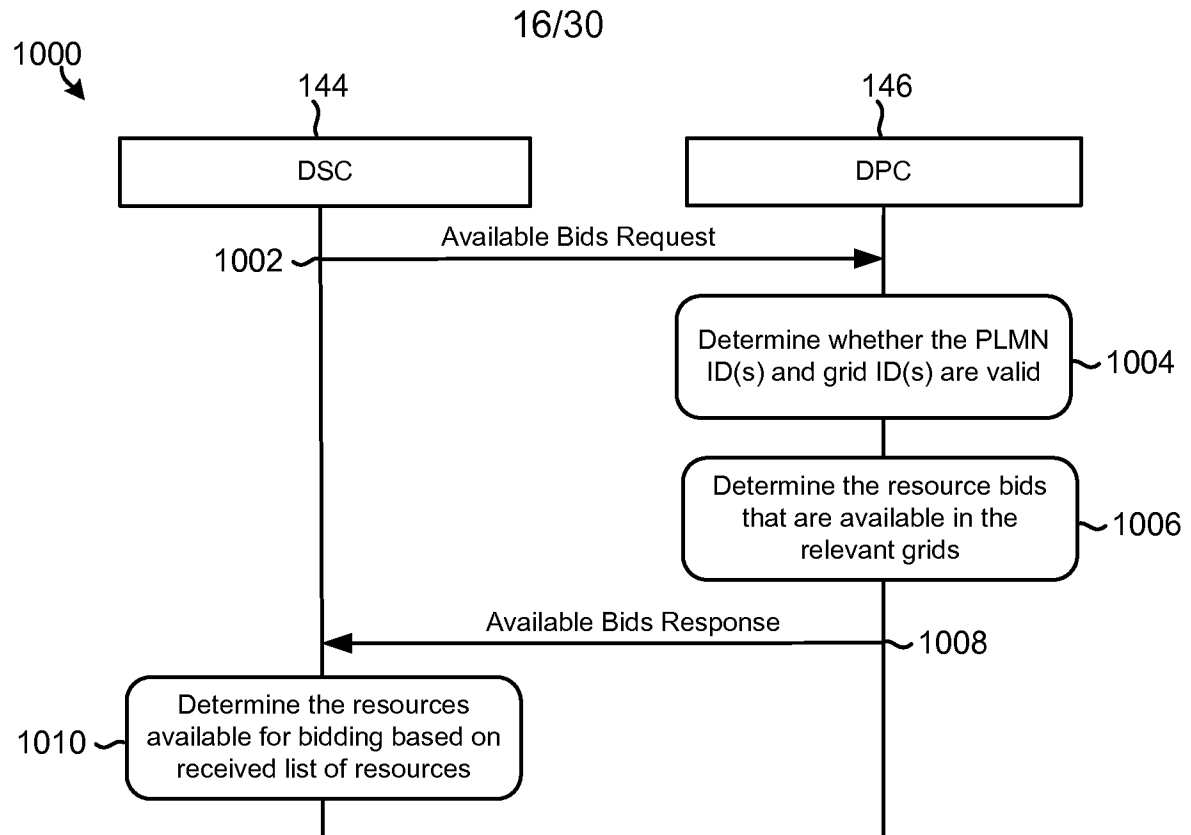 16/30
1000
144
146
DSC
DPC
Available Bids Request
1002
Determine whether the PLMN
ID(s) and grid ID(s) are valid
1004
Determine the resource bids
that are available in the
relevant grids
1006
Available Bids Response
1008
Determine the resources
available for bidding based on
received list of resources
1010